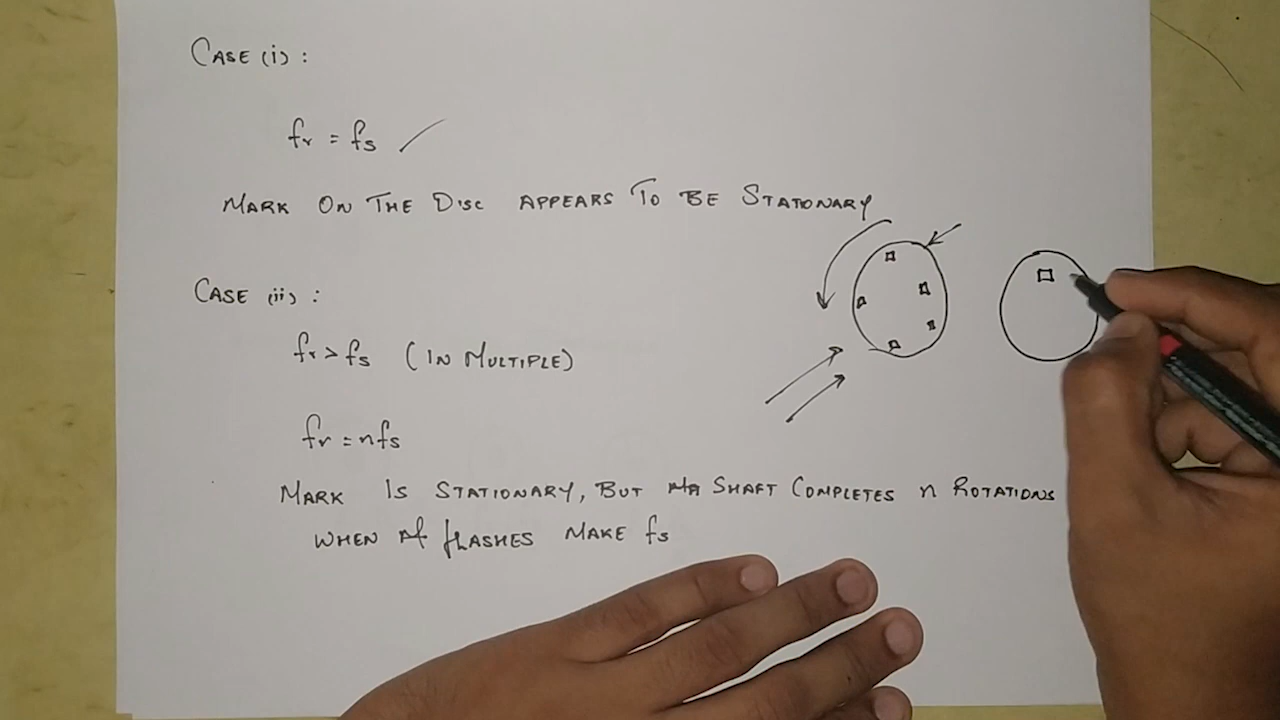 CASE (i) :
fr = fs
MARK ON THE DISC APPEARS TO BE STATIONARY
CASE (ii) :
fr > fs (IN MULTIPLE)
fr = nfs
MARK IS STATIONARY, BUT SHAFT COMPLETES n ROTATIONS
WHEN FLASHES MAKE fs